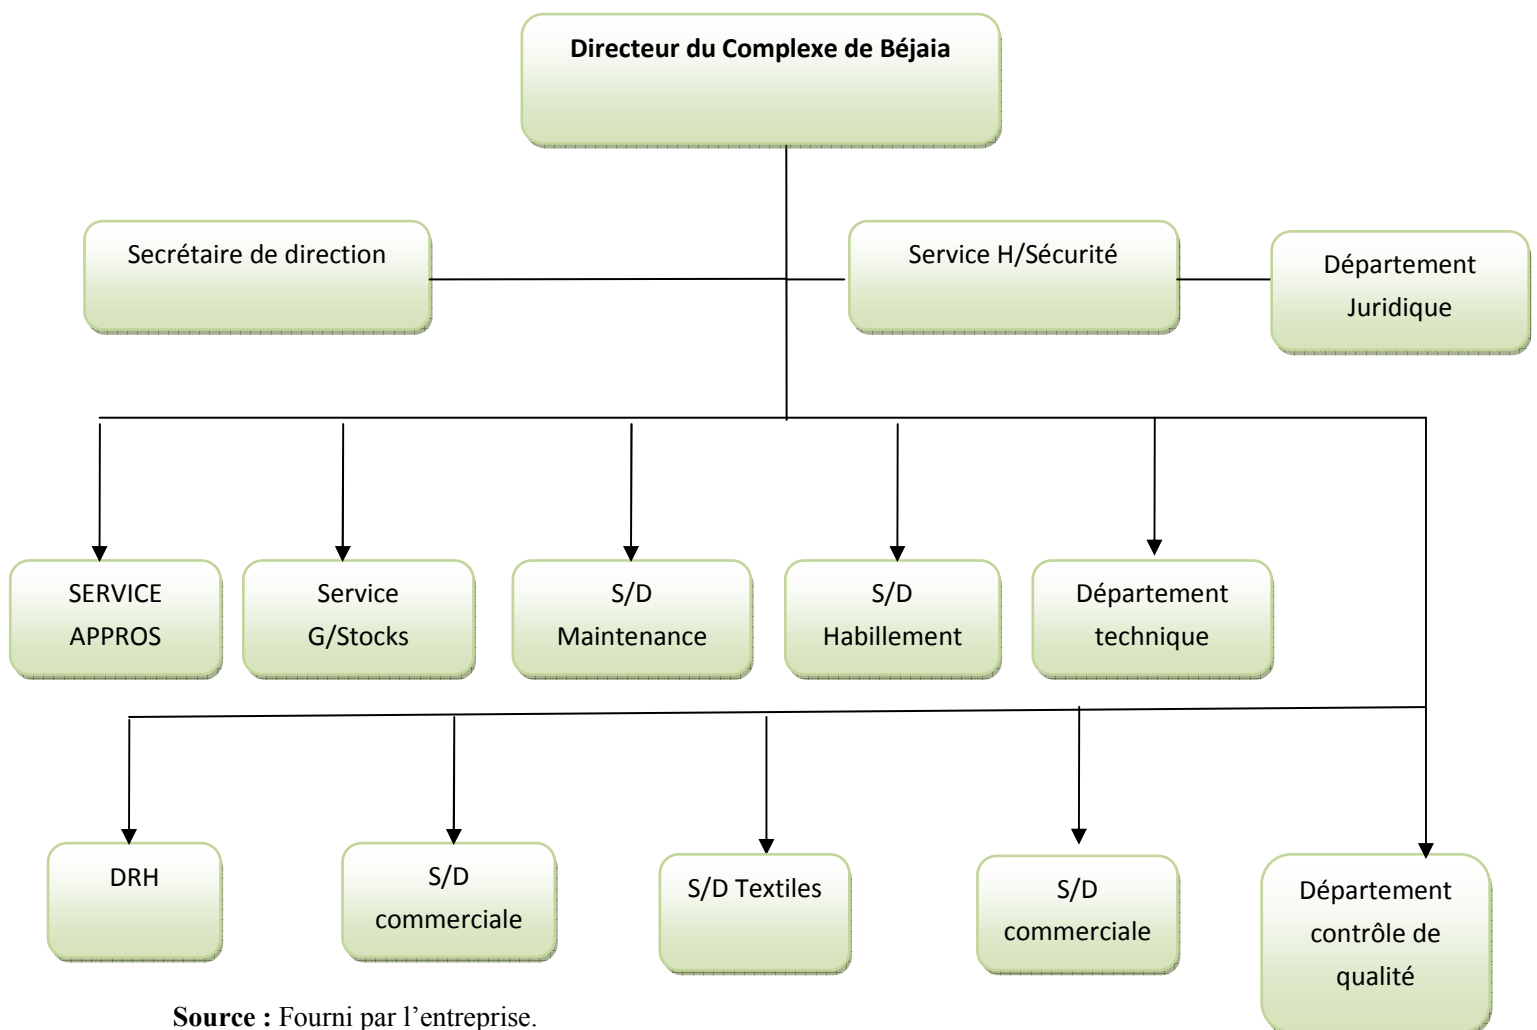 Directeur du Complexe de Béjaia
Secrétaire de direction
Service H/Sécurité
Département
Juridique
SERVICE
APPROS
Service
G/Stocks
S/D
Maintenance
S/D
Habillement
Département
technique
DRH
S/D
commerciale
S/D Textiles
S/D
commerciale
Département
contrôle de
qualité
Source : Fourni par l’entreprise.